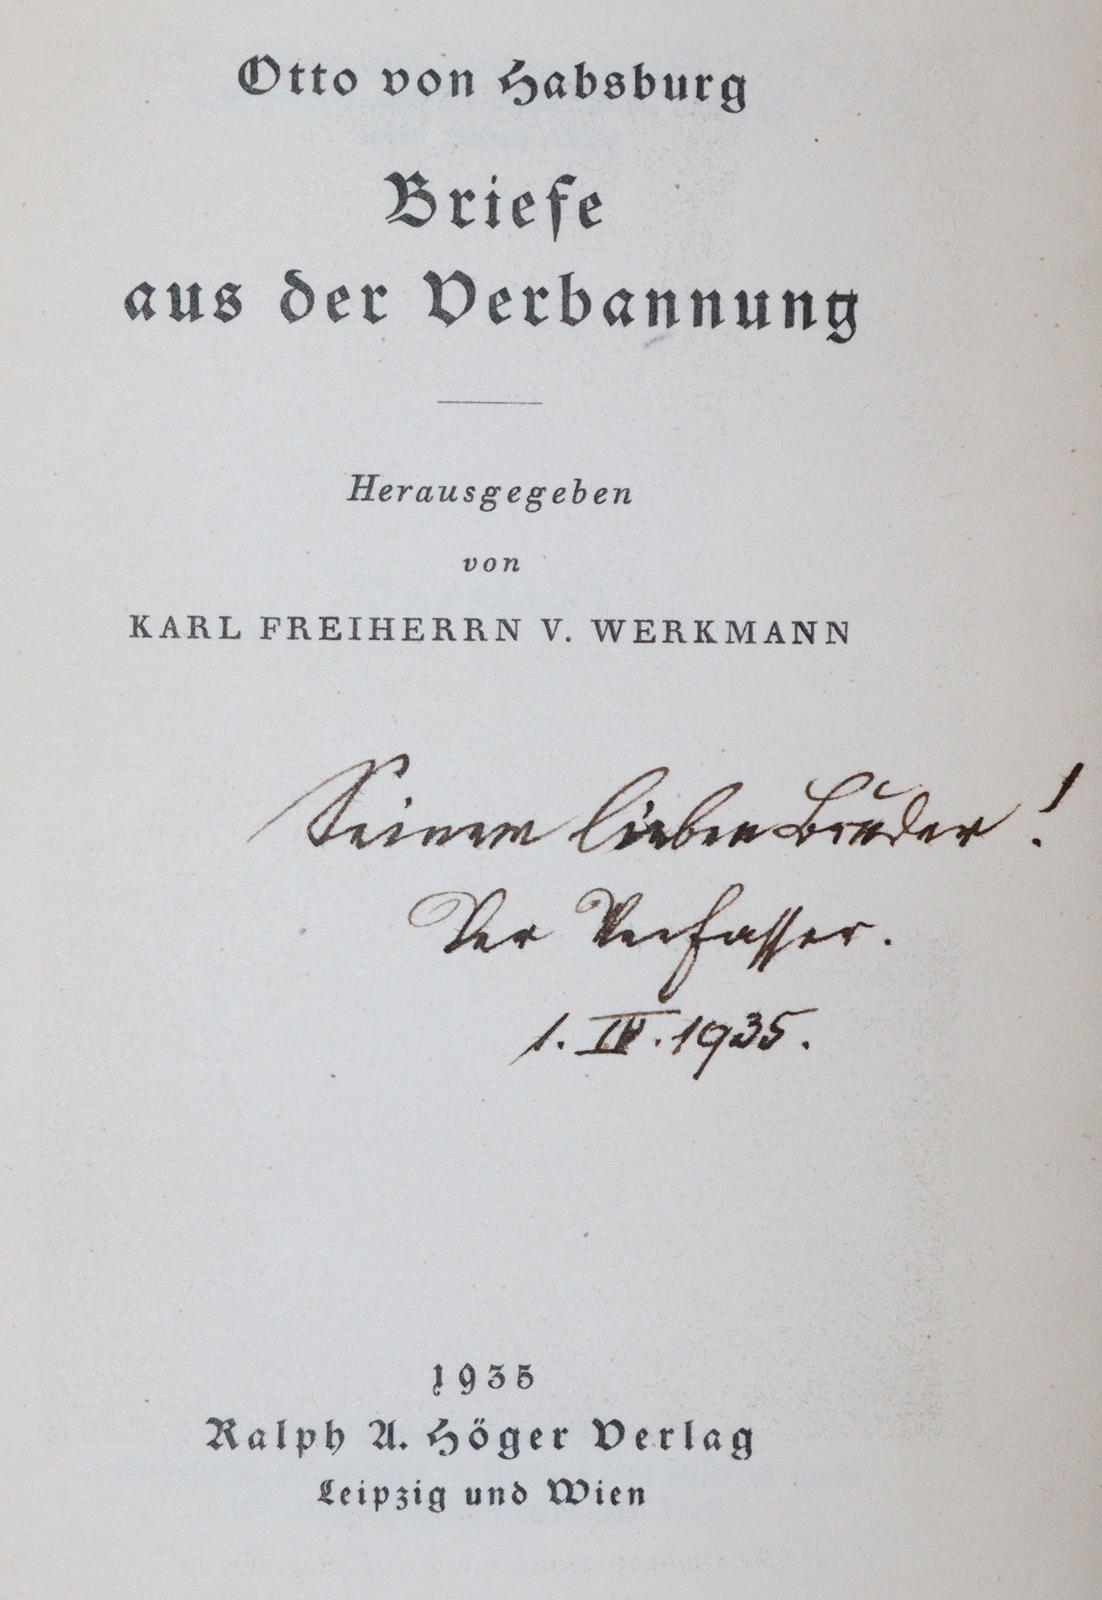 Otto von Habsburg
Briefe
aus der Verbannung
Herausgegeben
von
KARL FREIHERRN V. WERKMANN
Seinem lieben Bruder!
Der Verfasser.
1. IV. 1935.
1935
Ralph A. Höger Verlag
Leipzig und Wien